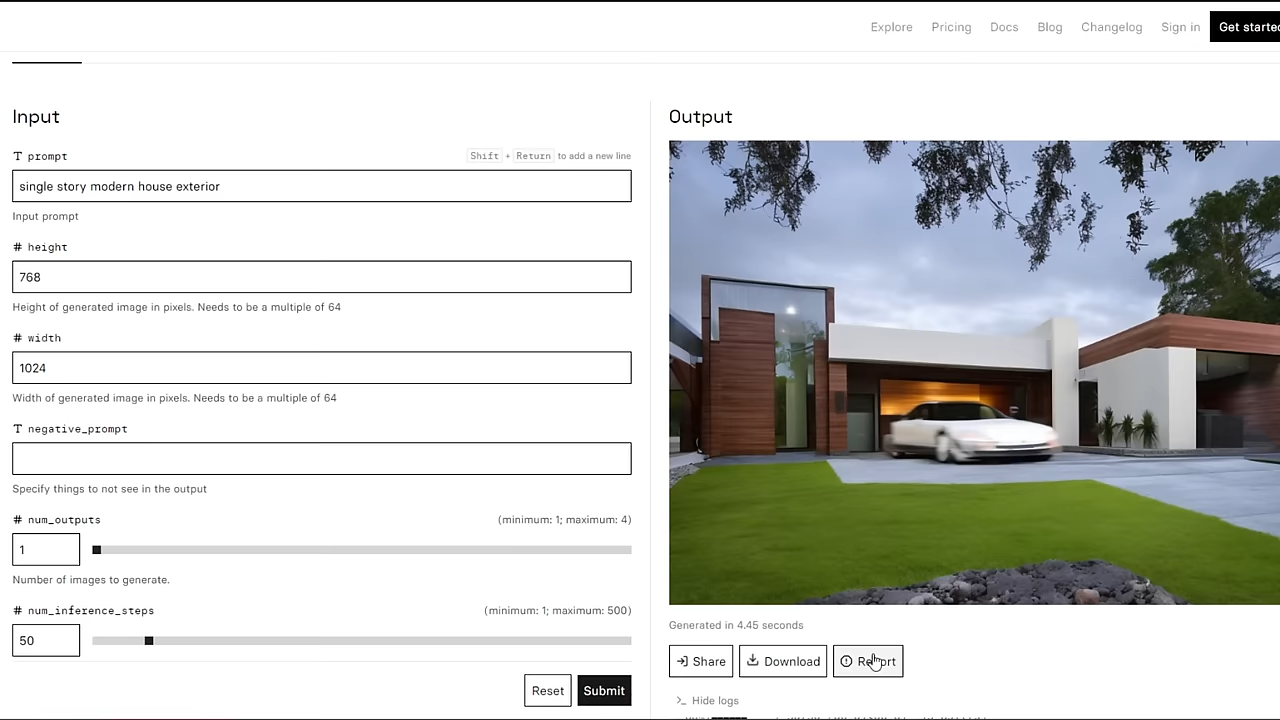 Explore Pricing Docs Blog Changelog Sign in Get started
Input
T prompt Shift + Return to add a new line
single story modern house exterior
Input prompt
# height
768
Height of generated image in pixels. Needs to be a multiple of 64
# width
1024
Width of generated image in pixels. Needs to be a multiple of 64
T negative_prompt
Specify things to not see in the output
# num_outputs (minimum: 1; maximum: 4)
1
Number of images to generate.
# num_inference_steps (minimum: 1; maximum: 500)
50
Reset Submit
Output
Generated in 4.45 seconds
Share Download Report
Hide logs